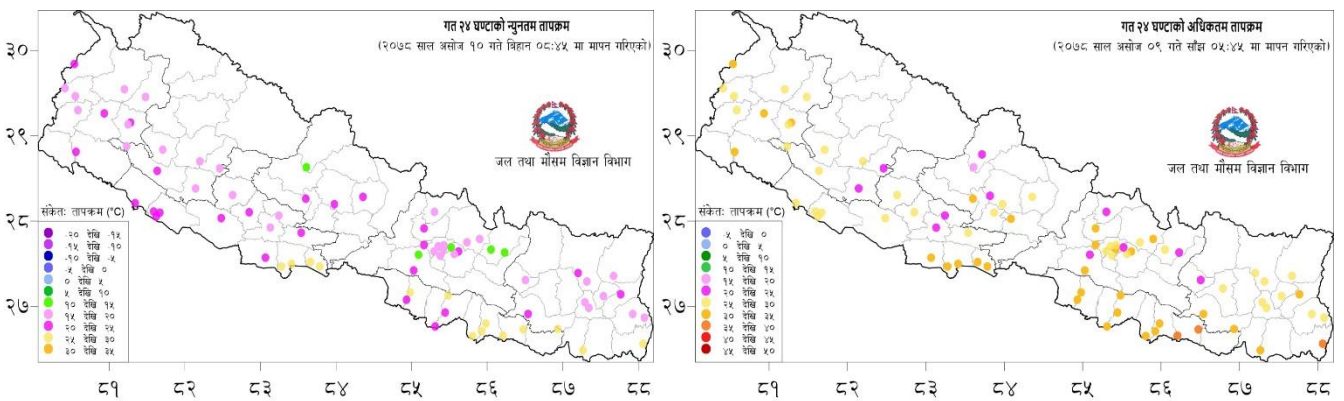 गत २४ घण्टाको न्युनतम तापक्रम
(२०७८ साल असोज १० गते बिहान ०८:४५ मा मापन गरिएको)
जल तथा मौसम विज्ञान विभाग
३०
२९
२८
२७
संकेतः तापक्रम (°C)
-२० देखि -१५
-१५ देखि -१०
-१० देखि -५
-५ देखि ०
० देखि ५
५ देखि १०
१० देखि १५
१५ देखि २०
२० देखि २५
२५ देखि ३०
३० देखि ३५
८१ ८२ ८३ ८४ ८५ ८६ ८७ ८८
गत २४ घण्टाको अधिकतम तापक्रम
(२०७८ साल असोज ०९ गते साँझ ०५:४५ मा मापन गरिएको)
जल तथा मौसम विज्ञान विभाग
३०
२९
२८
२७
संकेतः तापक्रम (°C)
-५ देखि ०
० देखि ५
५ देखि १०
१० देखि १५
१५ देखि २०
२० देखि २५
२५ देखि ३०
३० देखि ३५
३५ देखि ४०
४० देखि ४५
४५ देखि ५०
८१ ८२ ८३ ८४ ८५ ८६ ८७ ८८